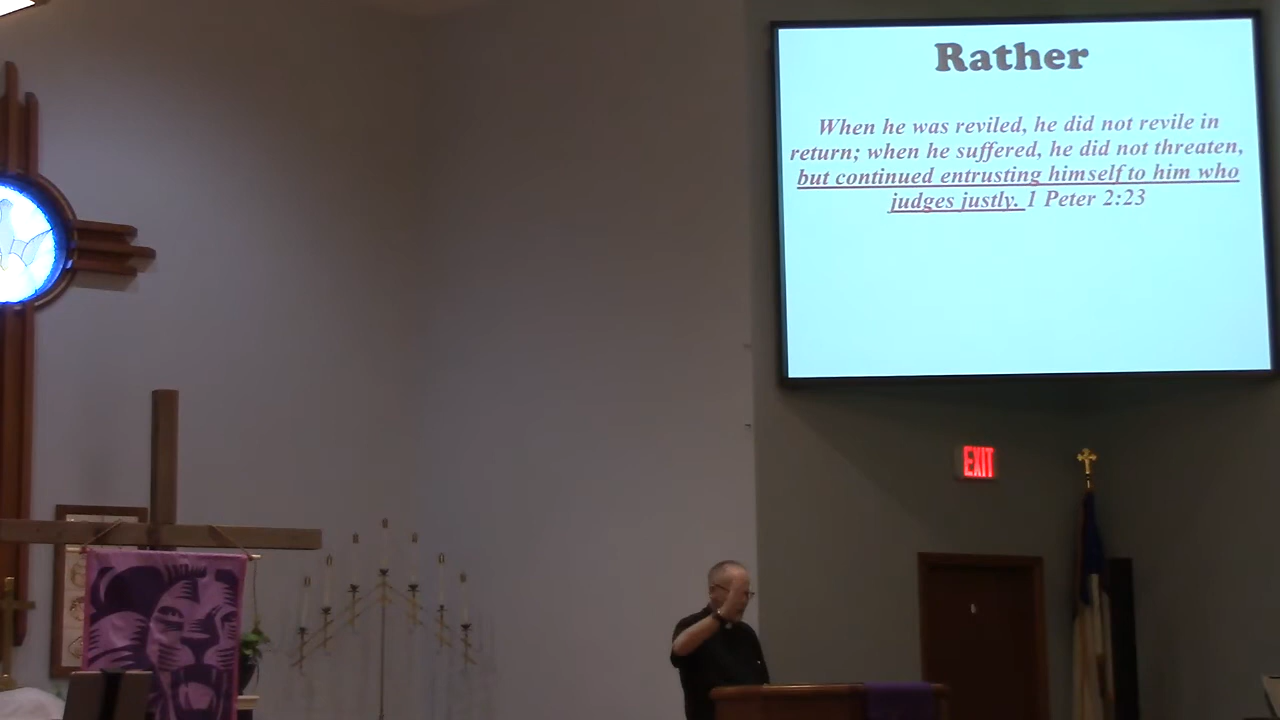 Rather
When he was reviled, he did not revile in
return; when he suffered, he did not threaten,
but continued entrusting himself to him who
judges justly. 1 Peter 2:23
EXIT